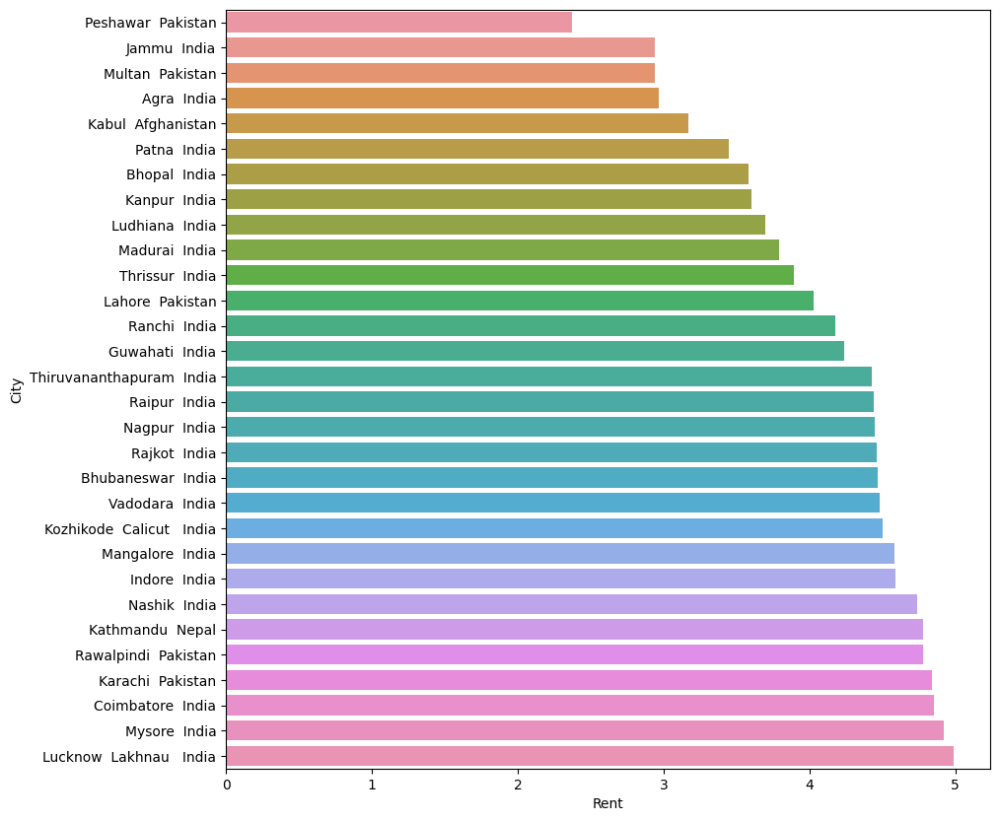 Peshawar  Pakistan
Jammu  India
Multan  Pakistan
Agra  India
Kabul  Afghanistan
Patna  India
Bhopal  India
Kanpur  India
Ludhiana  India
Madurai  India
Thrissur  India
Lahore  Pakistan
Ranchi  India
Guwahati  India
Thiruvananthapuram  India
Raipur  India
Nagpur  India
Rajkot  India
Bhubaneswar  India
Vadodara  India
Kozhikode  Calicut   India
Mangalore  India
Indore  India
Nashik  India
Kathmandu  Nepal
Rawalpindi  Pakistan
Karachi  Pakistan
Coimbatore  India
Mysore  India
Lucknow  Lakhnau   India
City
0 1 2 3 4 5
Rent